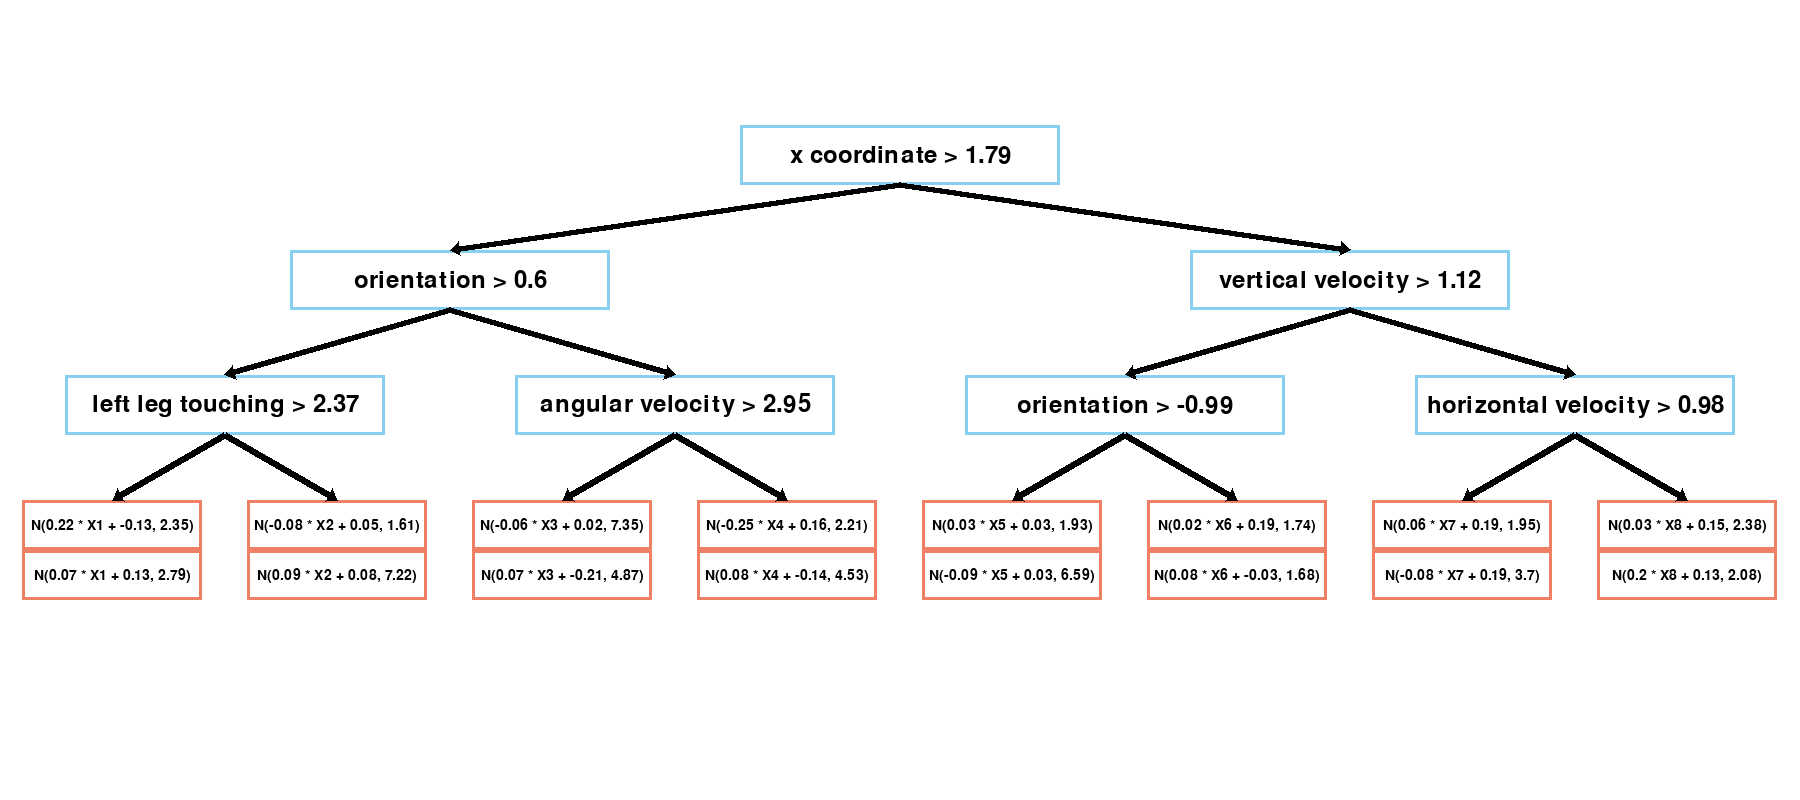 x coordinate > 1.79
orientation > 0.6
vertical velocity > 1.12
left leg touching > 2.37
angular velocity > 2.95
orientation > -0.99
horizontal velocity > 0.98
N(0.22 * X1 + -0.13, 2.35)
N(-0.08 * X2 + 0.05, 1.61)
N(-0.06 * X3 + 0.02, 7.35)
N(-0.25 * X4 + 0.16, 2.21)
N(0.03 * X5 + 0.03, 1.93)
N(0.02 * X6 + 0.19, 1.74)
N(0.06 * X7 + 0.19, 1.95)
N(0.03 * X8 + 0.15, 2.38)
N(0.07 * X1 + 0.13, 2.79)
N(0.09 * X2 + 0.08, 7.22)
N(0.07 * X3 + -0.21, 4.87)
N(0.08 * X4 + -0.14, 4.53)
N(-0.09 * X5 + 0.03, 6.59)
N(0.08 * X6 + -0.03, 1.68)
N(-0.08 * X7 + 0.19, 3.7)
N(0.2 * X8 + 0.13, 2.08)